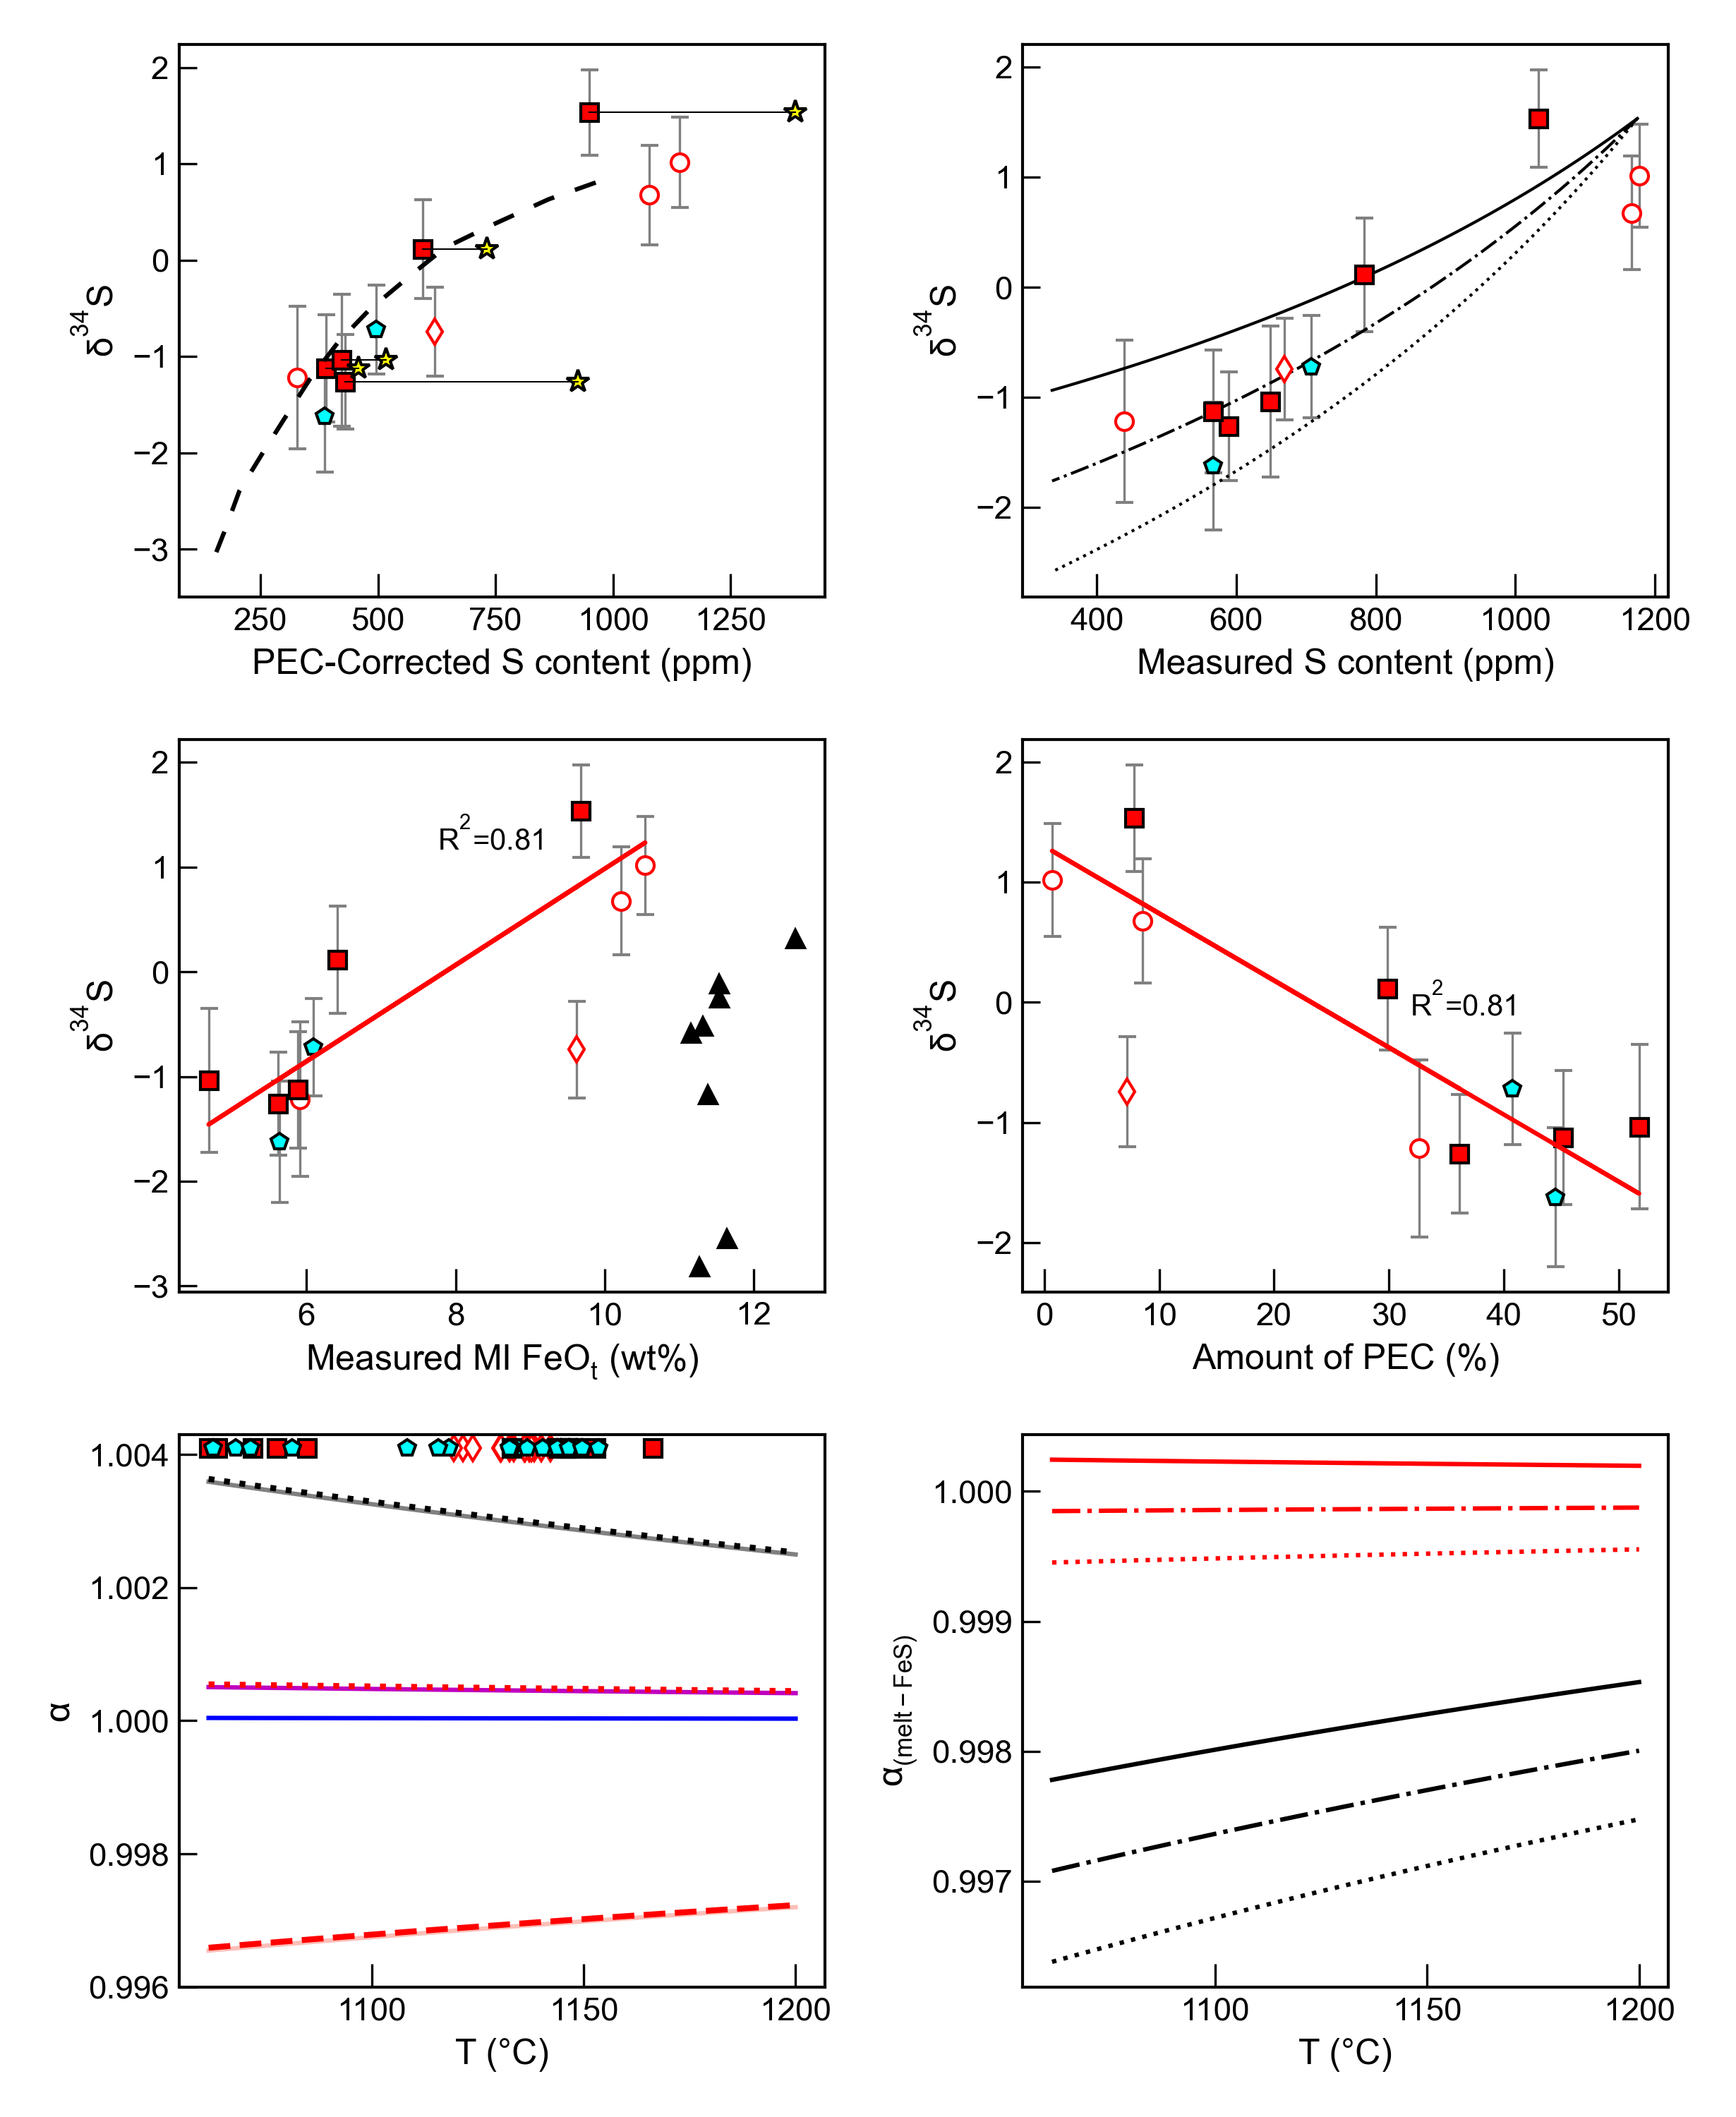 2
1
0
−1
−2
−3
δ34S
250 500 750 1000 1250
PEC-Corrected S content (ppm)
2
1
0
−1
−2
δ34S
400 600 800 1000 1200
Measured S content (ppm)
2
1
0
−1
−2
−3
δ34S
R2=0.81
6 8 10 12
Measured MI FeOt (wt%)
2
1
0
−1
−2
δ34S
R2=0.81
0 10 20 30 40 50
Amount of PEC (%)
1.004
1.002
1.000
0.998
0.996
α
1100 1150 1200
T (°C)
1.000
0.999
0.998
0.997
α(melt − FeS)
1100 1150 1200
T (°C)